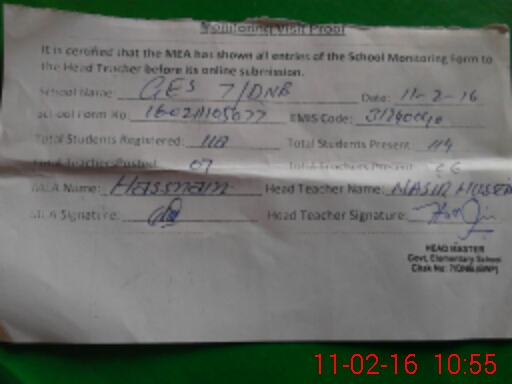 Monitoring Visit Proof
It is certified that the MEA has shown all entries of the School Monitoring Form to
the Head Teacher before its online submission.
School Name: GES 7/DNB Date: 11-2-16
School Form No: EMIS Code:
Total Students Registered: 118 Total Students Present: 114
Total Teachers Posted: 07 Total Teachers Present
MEA Name: Hassnain Head Teacher Name: NASIR HUSSAIN
MEA Signature: Head Teacher Signature:
HEAD MASTER
Govt. Elementary School
Chak No:
11-02-16 10:55